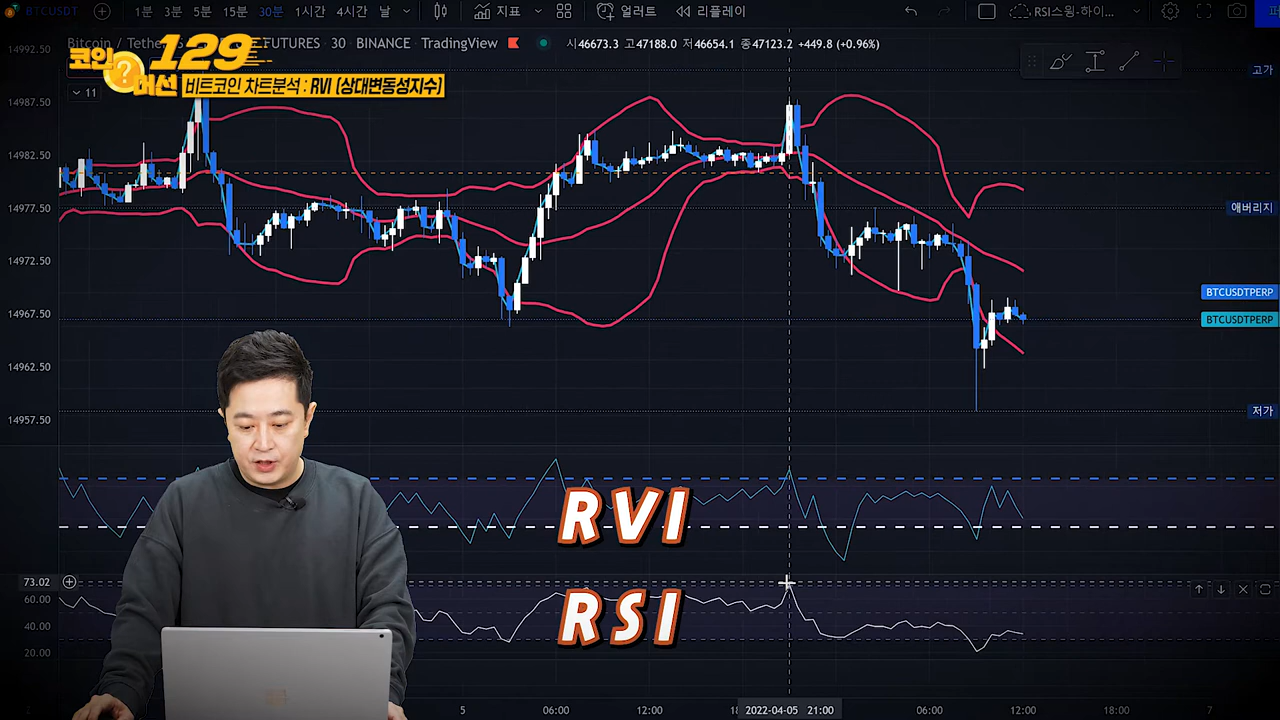 BTCUSDT 1분 3분 5분 15분 30분 1시간 4시간 날 지표 얼러트 리플레이 RSI스윙-하이...
Bitcoin / Tethe FUTURES · 30 · BINANCE · TradingView 시46673.3 고47188.0 저46654.1 종47123.2 +449.8 (+0.96%)
코인 129
머선
비트코인 차트분석 : RVI (상대변동성지수)
11
14992.50
14987.50
14982.50
14977.50
14972.50
14967.50
14962.50
14957.50
고가
애버리지
BTCUSDTPERP
BTCUSDTPERP
저가
RVI
73.02
60.00
40.00
20.00
RSI
5 06:00 12:00 18 2022-04-05 21:00 06:00 12:00 18:00 7